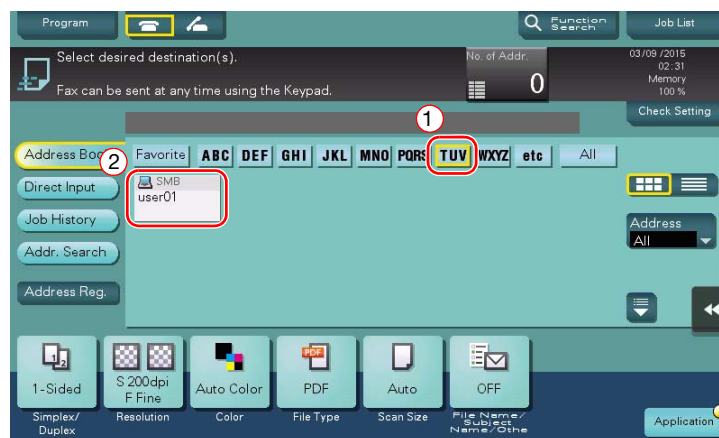 Program
Function
Search
Job List
Select desired destination(s).
Fax can be sent at any time using the Keypad.
No. of Addr.
0
03/09 /2015
02:31
Memory
100 %
Check Setting
1
Address Boo
2
Favorite ABC DEF GHI JKL MNO PQRS TUV WXYZ etc All
SMB
user01
Direct Input
Job History
Addr. Search
Address Reg.
Address
All
1-Sided
S 200dpi
F Fine
Auto Color
PDF
PDF
Auto
OFF
Simplex/
Duplex
Resolution
Color
File Type
Scan Size
File Name/
Subject
Name/Othe
Application